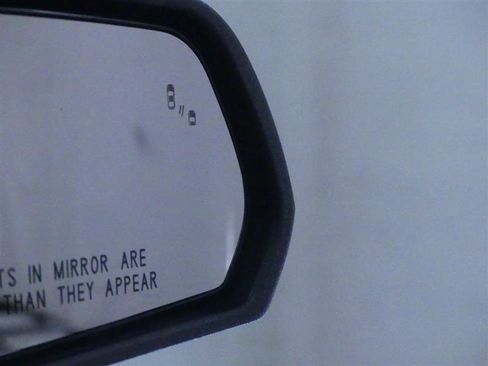 TS IN MIRROR ARE
THAN THEY APPEAR